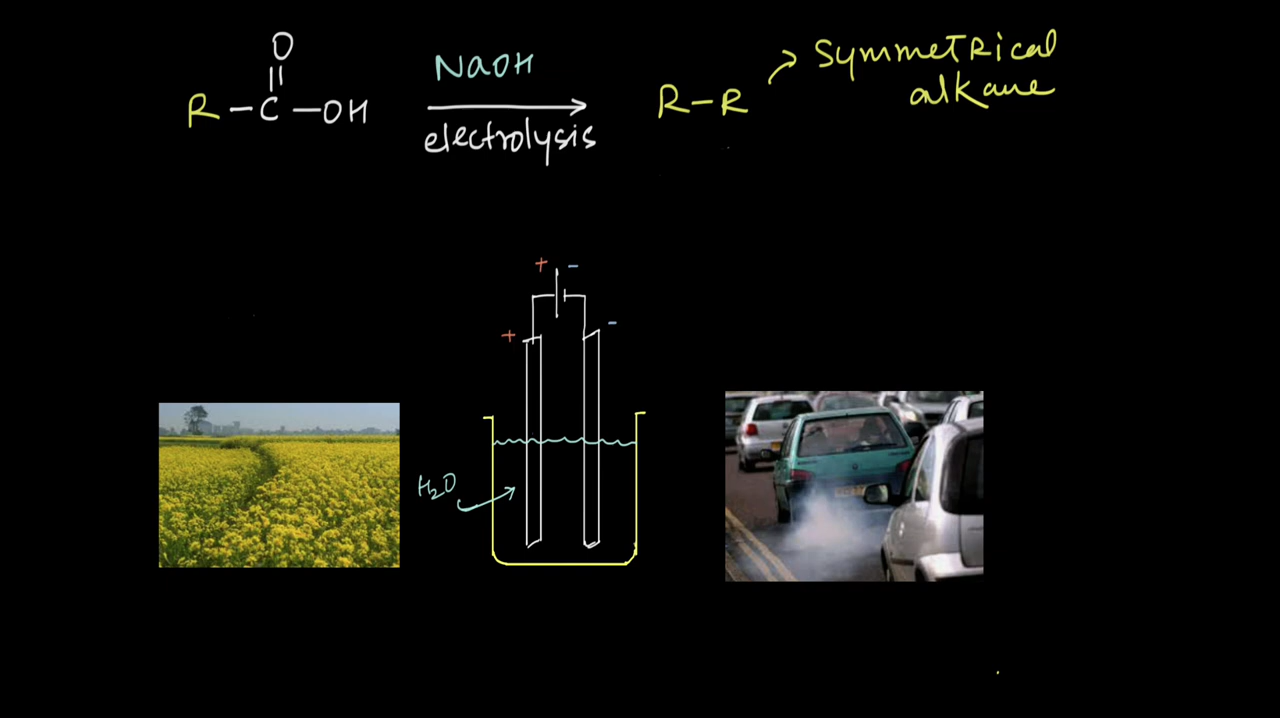 O
||
R-C-OH
NaOH
electrolysis
R-R
Symmetrical
alkane
+ -
+ -
H₂O